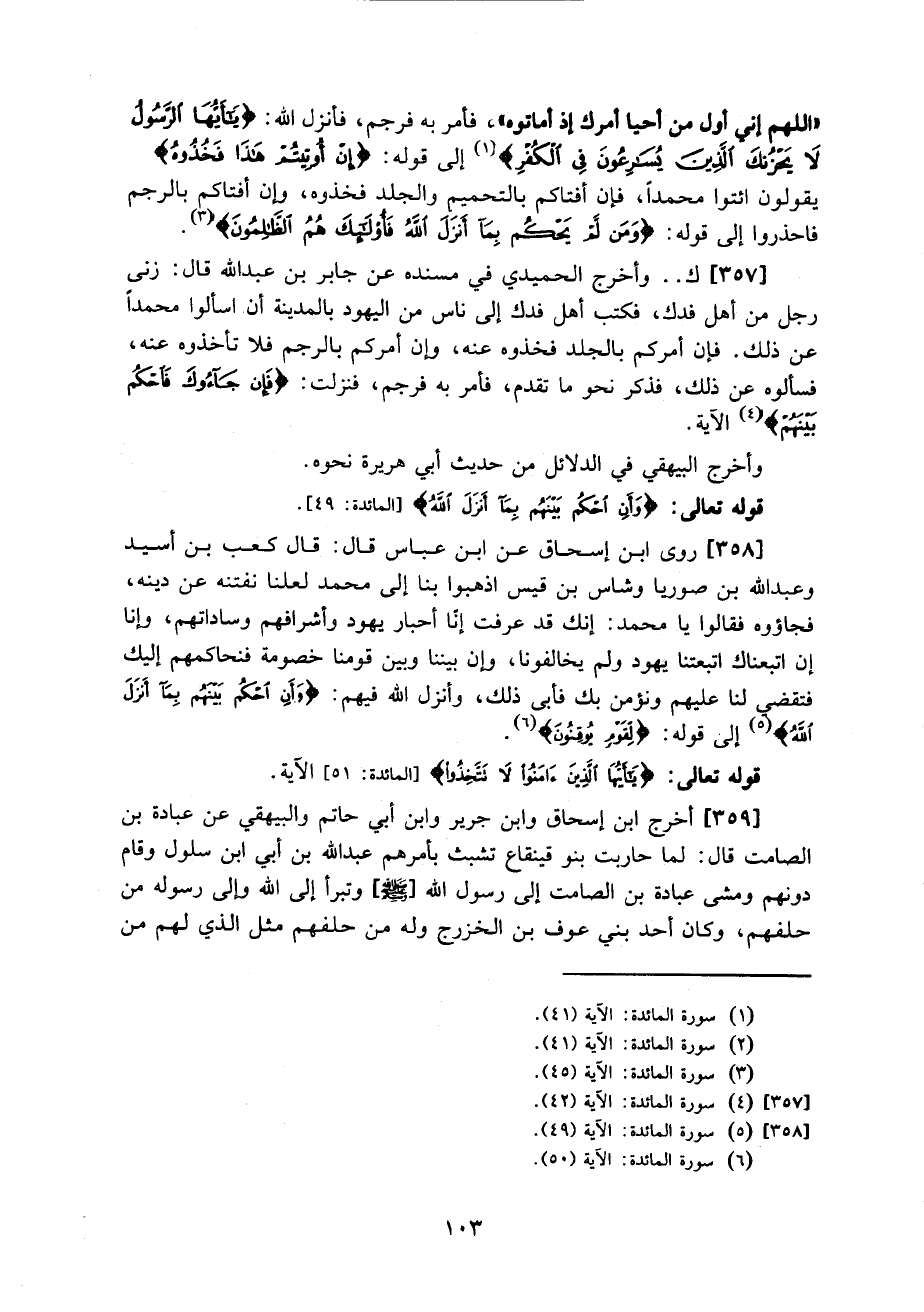 «اللهم إني أول من أحيا أمرك إذ أماتوه»، فأمر به فرجم، فأنزل الله: ﴿يَٰٓأَيُّهَا ٱلرَّسُولُ
لَا يَحْزُنكَ ٱلَّذِينَ يُسَٰرِعُونَ فِي ٱلْكُفْرِ﴾(١) إلى قوله: ﴿إِنْ أُوتِيتُمْ هَٰذَا فَخُذُوهُ﴾
يقولون ائتوا محمداً، فإن أفتاكم بالتحميم والجلد فخذوه، وإن أفتاكم بالرجم
فاحذروا إلى قوله: ﴿وَمَن لَّمْ يَحْكُم بِمَآ أَنزَلَ ٱللَّهُ فَأُوْلَٰٓئِكَ هُمُ ٱلظَّٰلِمُونَ﴾(٣).
[٣٥٧] ك.. وأخرج الحميدي في مسنده عن جابر بن عبدالله قال: زنى
رجل من أهل فدك، فكتب أهل فدك إلى ناس من اليهود بالمدينة أن اسألوا محمداً
عن ذلك. فإن أمركم بالجلد فخذوه عنه، وإن أمركم بالرجم فلا تأخذوه عنه،
فسألوه عن ذلك، فذكر نحو ما تقدم، فأمر به فرجم، فنزلت: ﴿فَإِن جَآءُوكَ فَٱحْكُم
بَيْنَهُمْ﴾(٤) الآية.
وأخرج البيهقي في الدلائل من حديث أبي هريرة نحوه.
قوله تعالى: ﴿وَأَنِ ٱحْكُم بَيْنَهُم بِمَآ أَنزَلَ ٱللَّهُ﴾ [المائدة: ٤٩].
[٣٥٨] روى ابن إسحاق عن ابن عباس قال: قال كعب بن أسيد
وعبدالله بن صوريا وشاس بن قيس اذهبوا بنا إلى محمد لعلنا نفتنه عن دينه،
فجاؤوه فقالوا يا محمد: إنك قد عرفت إنّا أحبار يهود وأشرافهم وساداتهم، وإنا
إن اتبعناك اتبعتنا يهود ولم يخالفونا، وإن بيننا وبين قومنا خصومة فنحاكمهم إليك
فتقضي لنا عليهم ونؤمن بك فأبى ذلك، وأنزل الله فيهم: ﴿وَأَنِ ٱحْكُم بَيْنَهُم بِمَآ أَنزَلَ
ٱللَّهُ﴾(٥) إلى قوله: ﴿لِقَوْمٍ يُوقِنُونَ﴾(٦).
قوله تعالى: ﴿يَٰٓأَيُّهَا ٱلَّذِينَ ءَامَنُوا۟ لَا تَتَّخِذُوا۟﴾ [المائدة: ٥١] الآية.
[٣٥٩] أخرج ابن إسحاق وابن جرير وابن أبي حاتم والبيهقي عن عبادة بن
الصامت قال: لما حاربت بنو قينقاع تشبث بأمرهم عبدالله بن أبي ابن سلول وقام
دونهم ومشى عبادة بن الصامت إلى رسول الله [ﷺ] وتبرأ إلى الله وإلى رسوله من
حلفهم، وكان أحد بني عوف بن الخزرج وله من حلفهم مثل الذي لهم من
(١) سورة المائدة: الآية (٤١).
(٢) سورة المائدة: الآية (٤١).
(٣) سورة المائدة: الآية (٤٥).
[٣٥٧] (٤) سورة المائدة: الآية (٤٢).
[٣٥٨] (٥) سورة المائدة: الآية (٤٩).
(٦) سورة المائدة: الآية (٥٠).
١٠٣